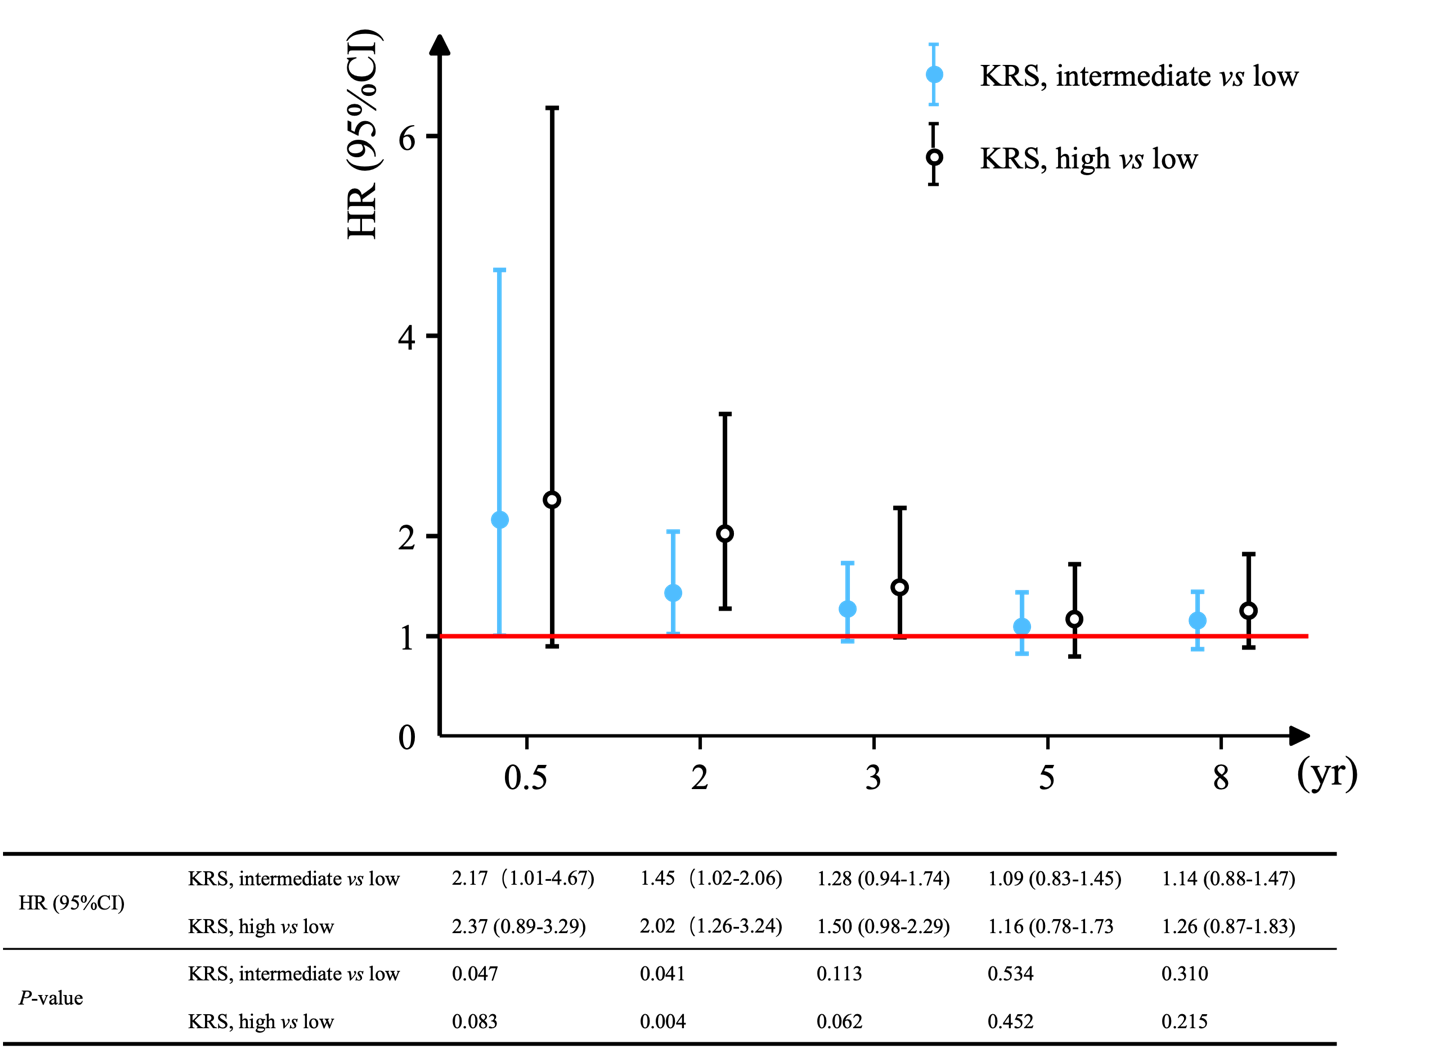 HR (95%CI)
KRS, intermediate vs low
KRS, high vs low
6
4
2
1
0
0.5 2 3 5 8 (yr)
HR (95%CI)
KRS, intermediate vs low 2.17 (1.01-4.67) 1.45 (1.02-2.06) 1.28 (0.94-1.74) 1.09 (0.83-1.45) 1.14 (0.88-1.47)
KRS, high vs low 2.37 (0.89-3.29) 2.02 (1.26-3.24) 1.50 (0.98-2.29) 1.16 (0.78-1.73 1.26 (0.87-1.83)
P-value
KRS, intermediate vs low 0.047 0.041 0.113 0.534 0.310
KRS, high vs low 0.083 0.004 0.062 0.452 0.215